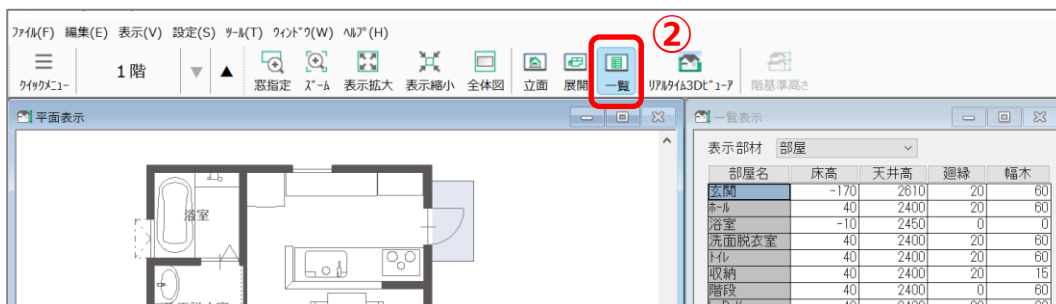 ②
ファイル(F) 編集(E) 表示(V) 設定(S) ツール(T) ウィンドウ(W) ヘルプ(H)
1 階
クイックメニュー 窓指定 ズーム 表示拡大 表示縮小 全体図 立面 展開 一覧 リアルタイム3Dビューア 階基準高さ
平面表示
浴室
一覧表示
表示部材 部屋
部屋名 床高 天井高 廻縁 幅木
玄関 -170 2610 20 60
ホール 40 2400 20 60
浴室 -10 2450 0 0
洗面脱衣室 40 2400 20 60
トイレ 40 2400 20 60
収納 40 2400 20 15
階段 40 2400 0 60